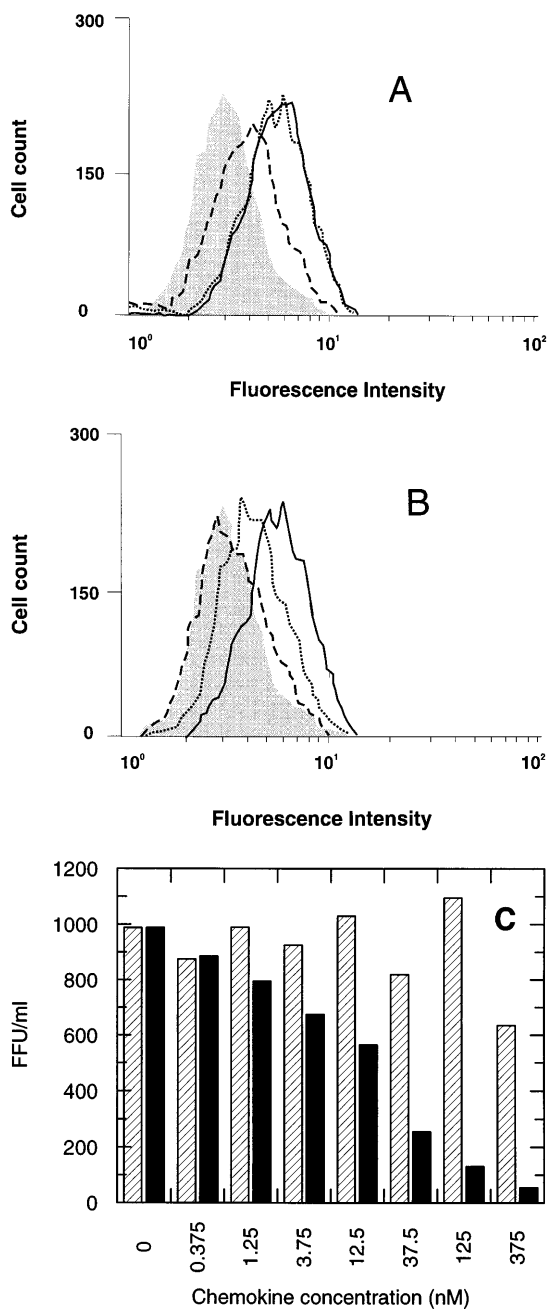 300
A
Cell count
150
0
10⁰ 10¹ 10²
Fluorescence Intensity
300
B
Cell count
150
0
10⁰ 10¹ 10²
Fluorescence Intensity
1200
C
1000
800
FFU/ml
600
400
200
0
0 0.375 1.25 3.75 12.5 37.5 125 375
Chemokine concentration (nM)